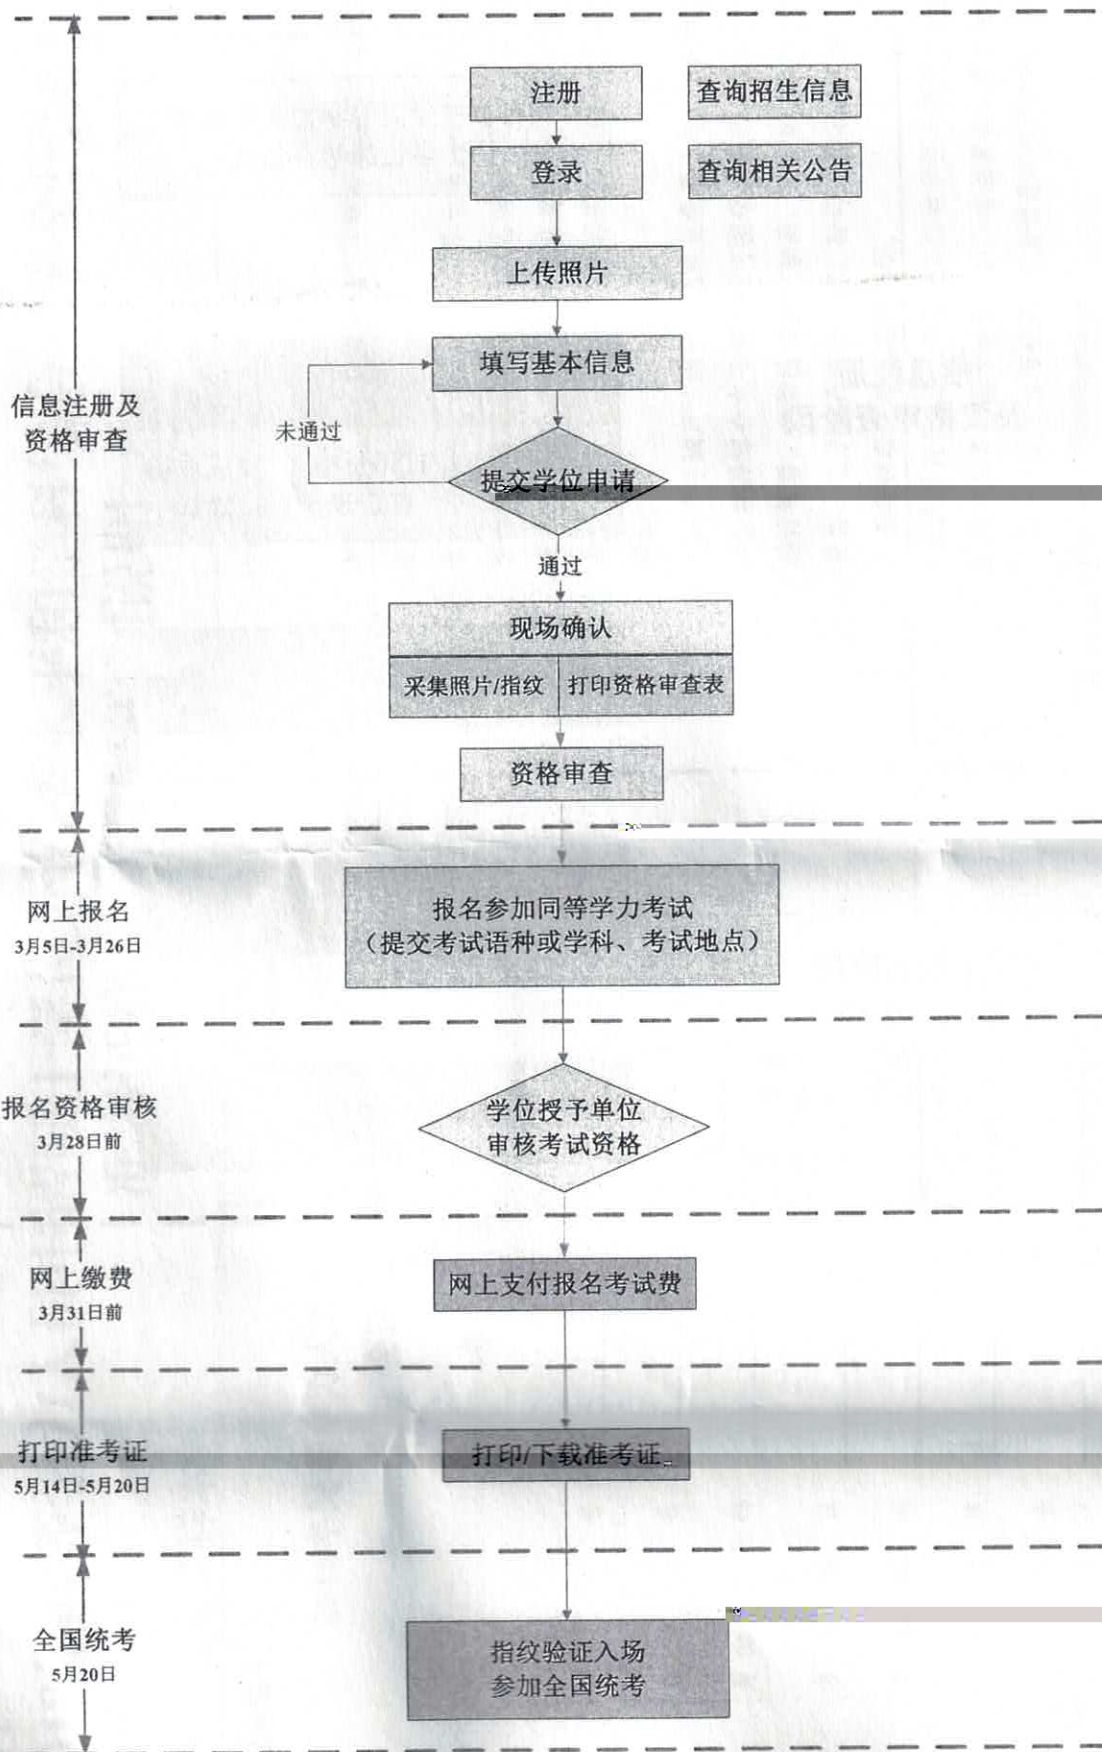 注册
查询招生信息
登录
查询相关公告
上传照片
填写基本信息
信息注册及
资格审查
未通过
提交学位申请
通过
现场确认
采集照片/指纹
打印资格审查表
资格审查
网上报名
3月5日-3月26日
报名参加同等学力考试
（提交考试语种或学科、考试地点）
报名资格审核
3月28日前
学位授予单位
审核考试资格
网上缴费
3月31日前
网上支付报名考试费
打印准考证
5月14日-5月20日
打印/下载准考证
全国统考
5月20日
指纹验证入场
参加全国统考